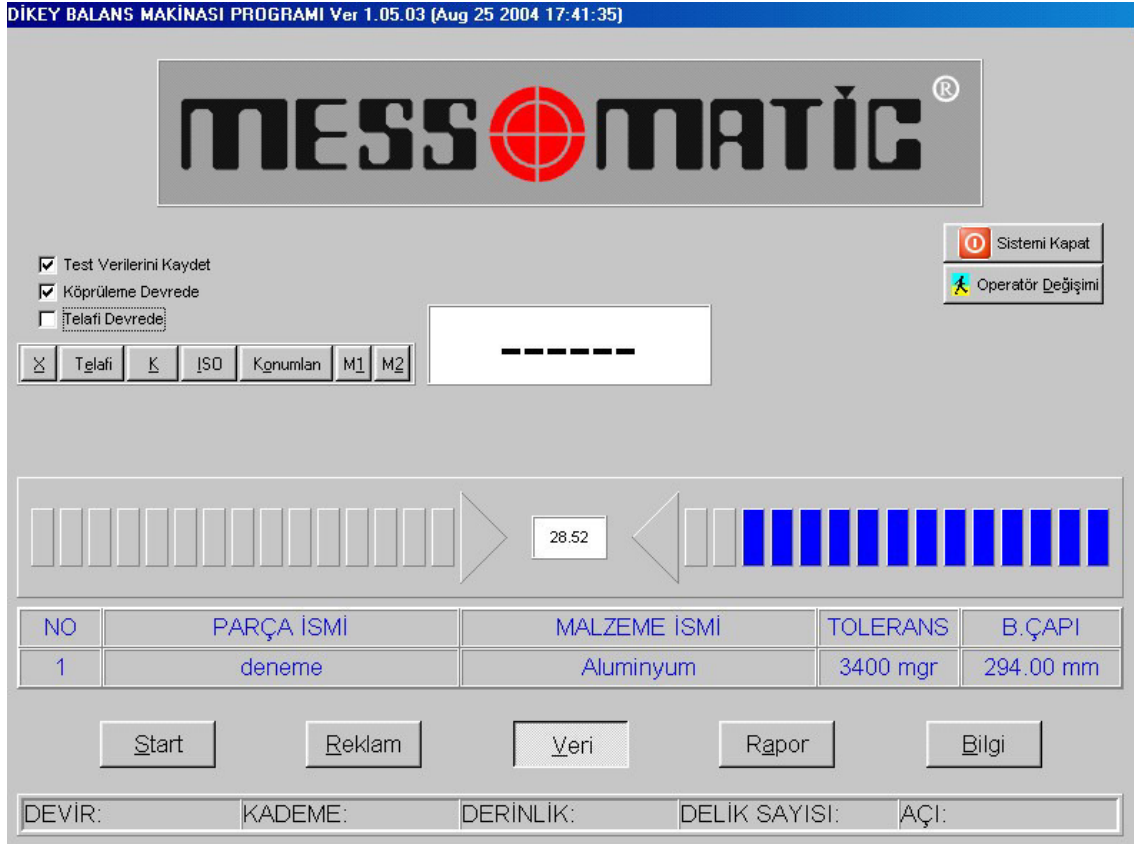 DİKEY BALANS MAKİNASI PROGRAMI Ver 1.05.03 (Aug 25 2004 17:41:35)
MESSOMATİC ®
Sistemi Kapat
Operatör Değişimi
Test Verilerini Kaydet
Köprüleme Devrede
Telafi Devrede
X Telafi K ISO Konumlan M1 M2
------
28.52
NO PARÇA İSMİ MALZEME İSMİ TOLERANS B.ÇAPI
1 deneme Aluminyum 3400 mgr 294.00 mm
Start Reklam Veri Rapor Bilgi
DEVİR: KADEME: DERİNLİK: DELİK SAYISI: AÇI: